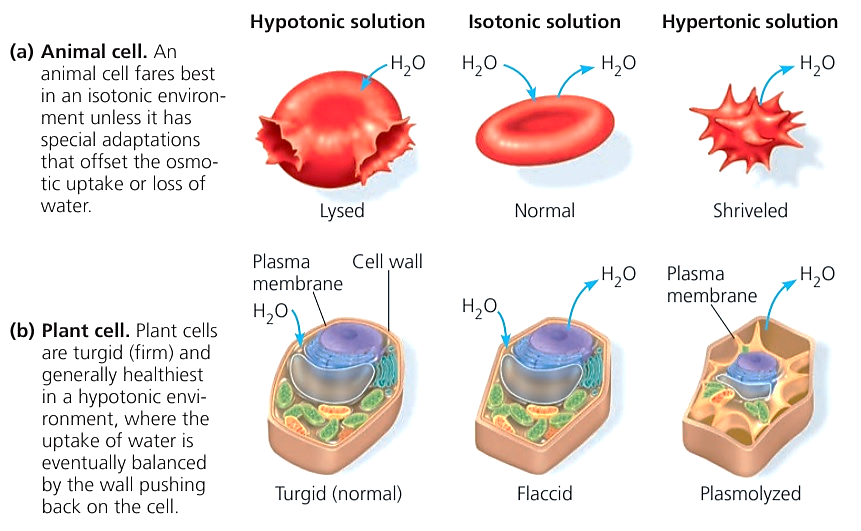 Hypotonic solution
Isotonic solution
Hypertonic solution
(a) Animal cell. An
animal cell fares best
in an isotonic environ-
ment unless it has
special adaptations
that offset the osmo-
tic uptake or loss of
water.
H₂O
H₂O
H₂O
H₂O
Lysed
Normal
Shriveled
(b) Plant cell. Plant cells
are turgid (firm) and
generally healthiest
in a hypotonic envi-
ronment, where the
uptake of water is
eventually balanced
by the wall pushing
back on the cell.
Plasma
membrane
Cell wall
H₂O
H₂O
H₂O
Plasma
membrane
H₂O
Turgid (normal)
Flaccid
Plasmolyzed